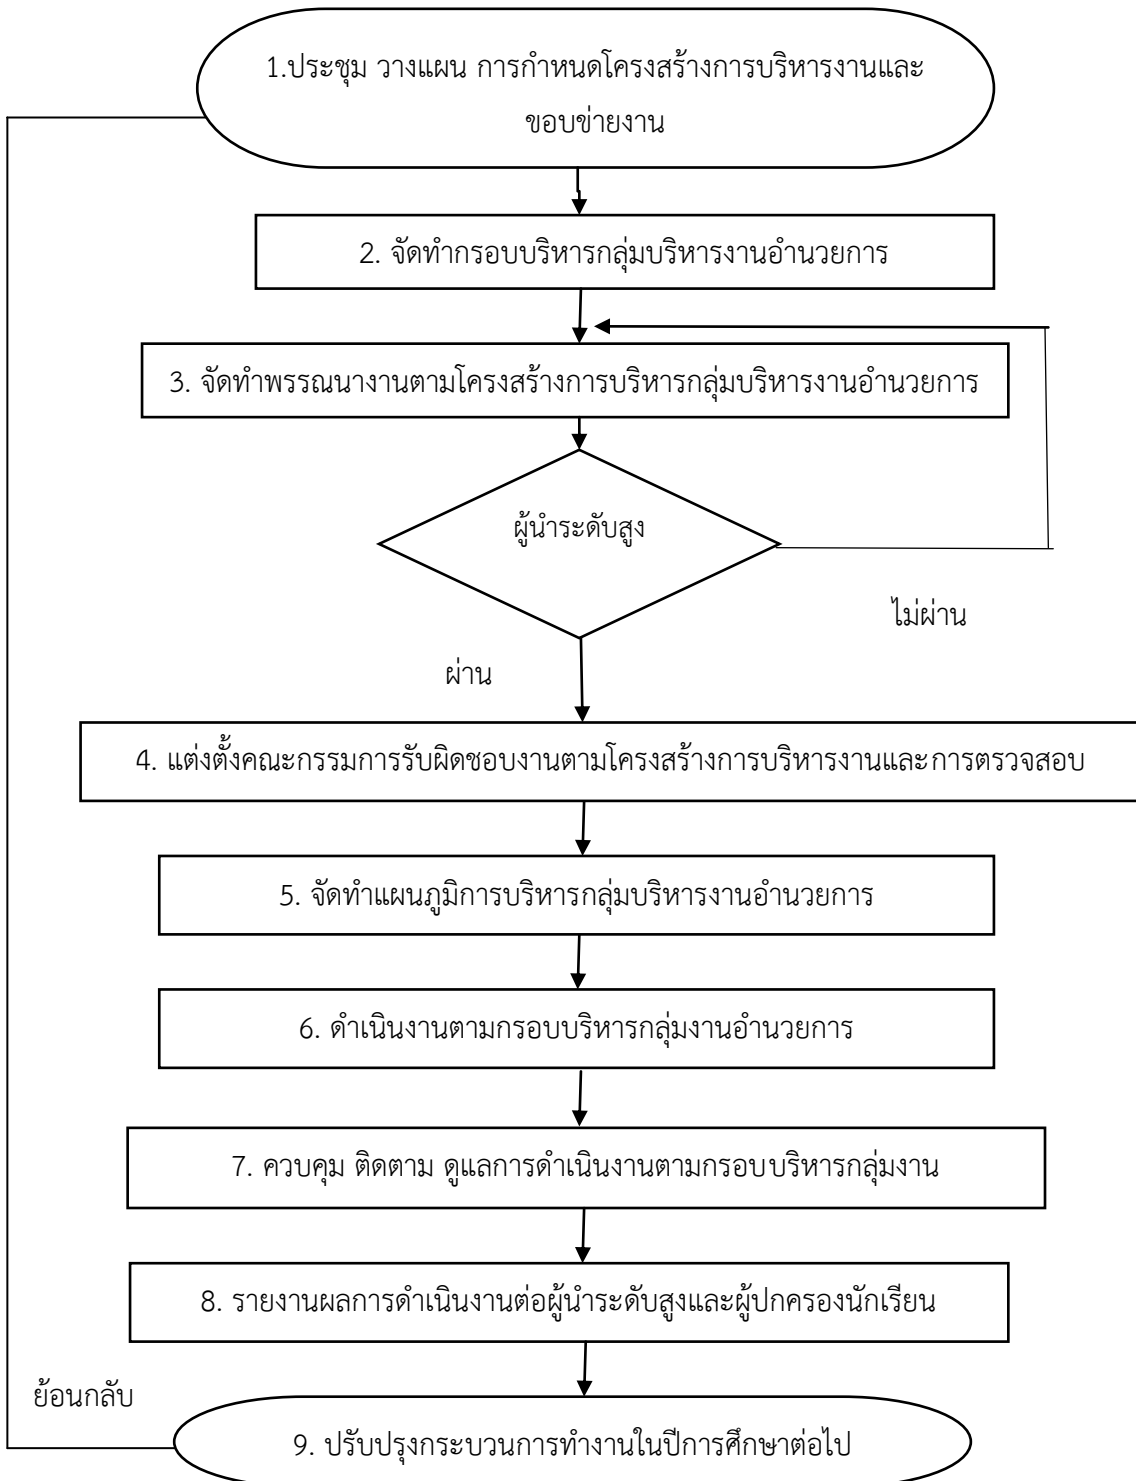 1.ประชุม วางแผน การกำหนดโครงสร้างการบริหารงานและ
ขอบข่ายงาน
2. จัดทำกรอบบริหารกลุ่มบริหารงานอำนวยการ
3. จัดทำพรรณนางานตามโครงสร้างการบริหารกลุ่มบริหารงานอำนวยการ
ผู้นำระดับสูง
ไม่ผ่าน
ผ่าน
4. แต่งตั้งคณะกรรมการรับผิดชอบงานตามโครงสร้างการบริหารงานและการตรวจสอบ
5. จัดทำแผนภูมิการบริหารกลุ่มบริหารงานอำนวยการ
6. ดำเนินงานตามกรอบบริหารกลุ่มงานอำนวยการ
7. ควบคุม ติดตาม ดูแลการดำเนินงานตามกรอบบริหารกลุ่มงาน
8. รายงานผลการดำเนินงานต่อผู้นำระดับสูงและผู้ปกครองนักเรียน
ย้อนกลับ
9. ปรับปรุงกระบวนการทำงานในปีการศึกษาต่อไป